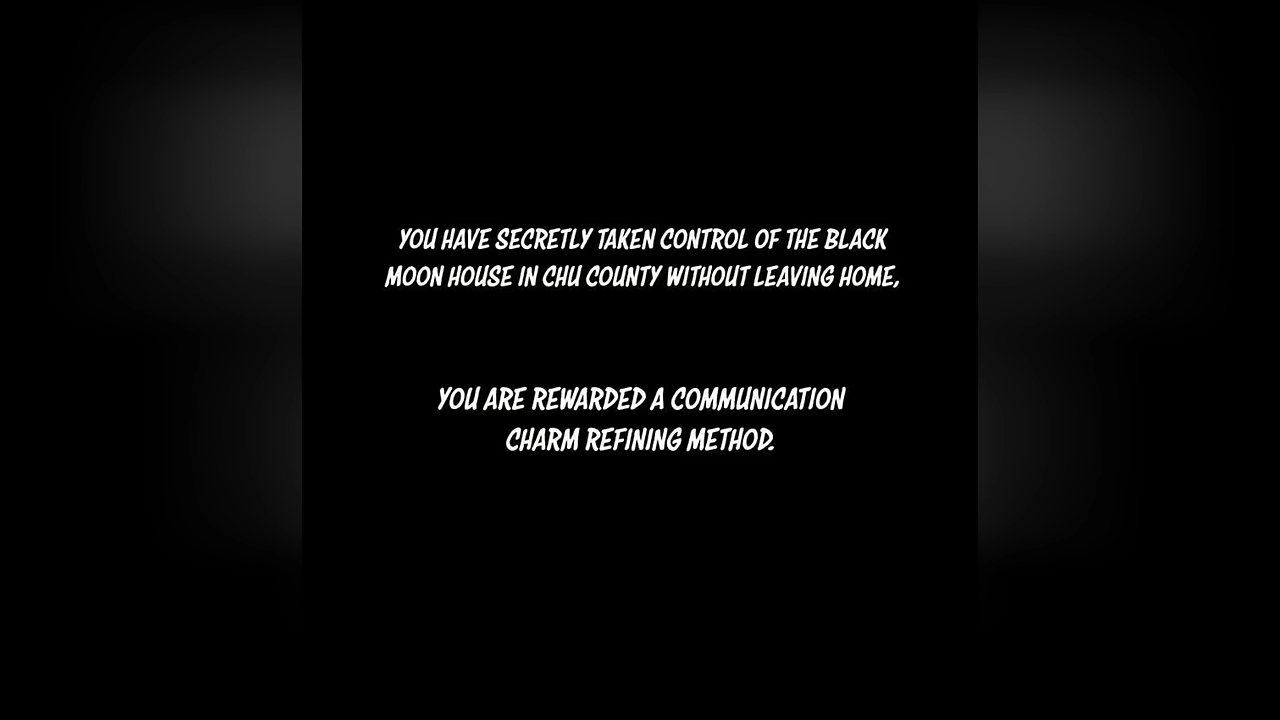 YOU HAVE SECRETLY TAKEN CONTROL OF THE BLACK
MOON HOUSE IN CHU COUNTY WITHOUT LEAVING HOME,
YOU ARE REWARDED A COMMUNICATION
CHARM REFINING METHOD.